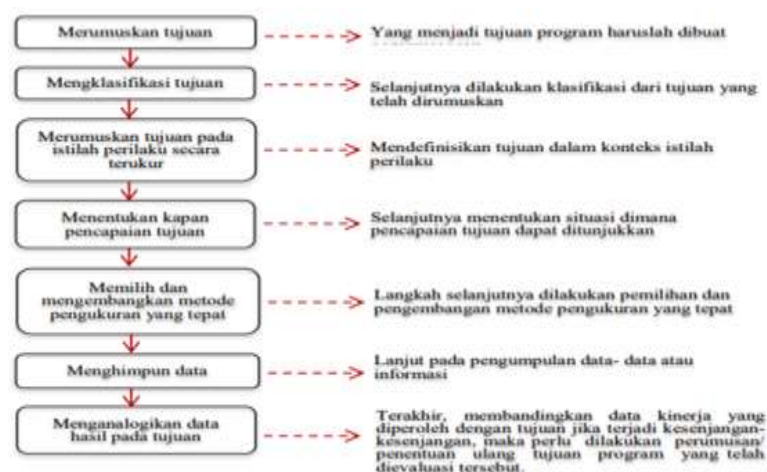 Merumuskan tujuan
Yang menjadi tujuan program haruslah dibuat
Mengklasifikasi tujuan
Selanjutnya dilakukan klasifikasi dari tujuan yang
telah dirumuskan
Merumuskan tujuan pada
istilah perilaku secara
terukur
Mendefinisikan tujuan dalam konteks istilah
perilaku
Menentukan kapan
pencapaian tujuan
Selanjutnya menentukan situasi dimana
pencapaian tujuan dapat ditunjukkan
Memilih dan
mengembangkan metode
pengukuran yang tepat
Langkah selanjutnya dilakukan pemilihan dan
pengembangan metode pengukuran yang tepat
Menghimpun data
Lanjut pada pengumpulan data- data atau
informasi
Menganalogikan data
hasil pada tujuan
Terakhir, membandingkan data kinerja yang
diperoleh dengan tujuan jika terjadi kesenjangan-
kesenjangan, maka perlu dilakukan perumusan/
penentuan ulang tujuan program yang telah
dievaluasi tersebut.